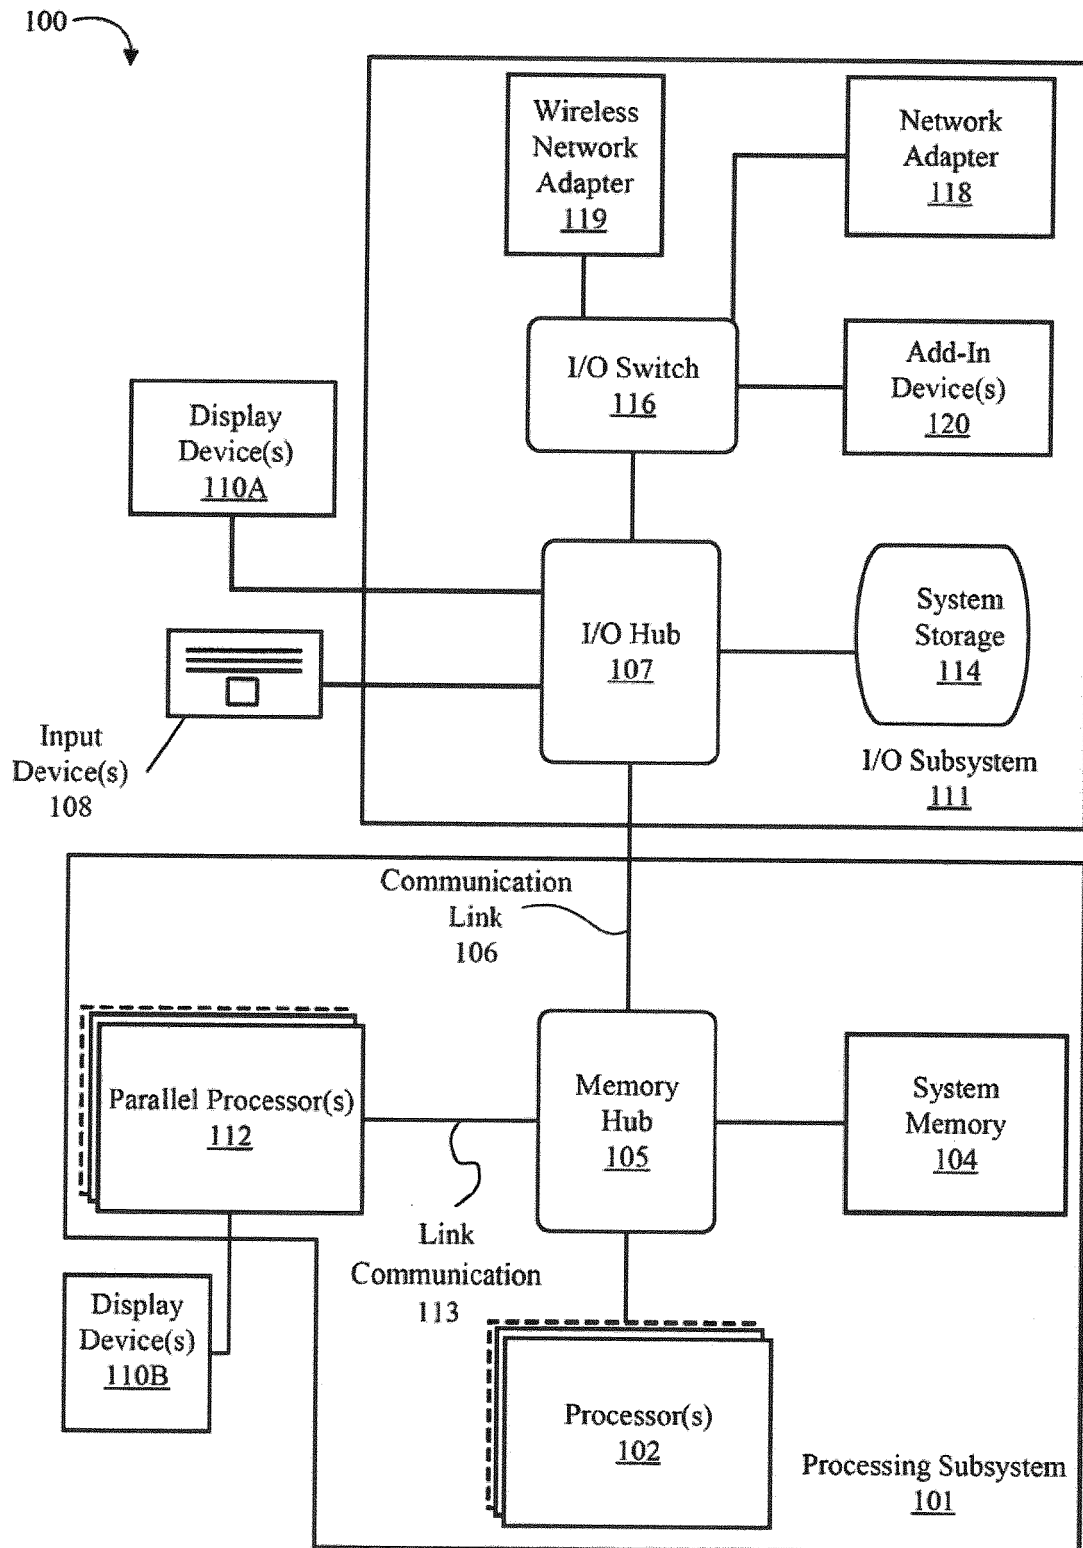 100
Wireless
Network
Adapter
119
Network
Adapter
118
I/O Switch
116
Add-In
Device(s)
120
Display
Device(s)
110A
I/O Hub
107
System
Storage
114
Input
Device(s)
108
I/O Subsystem
111
Communication
Link
106
Parallel Processor(s)
112
Memory
Hub
105
System
Memory
104
Link
Communication
113
Display
Device(s)
110B
Processor(s)
102
Processing Subsystem
101